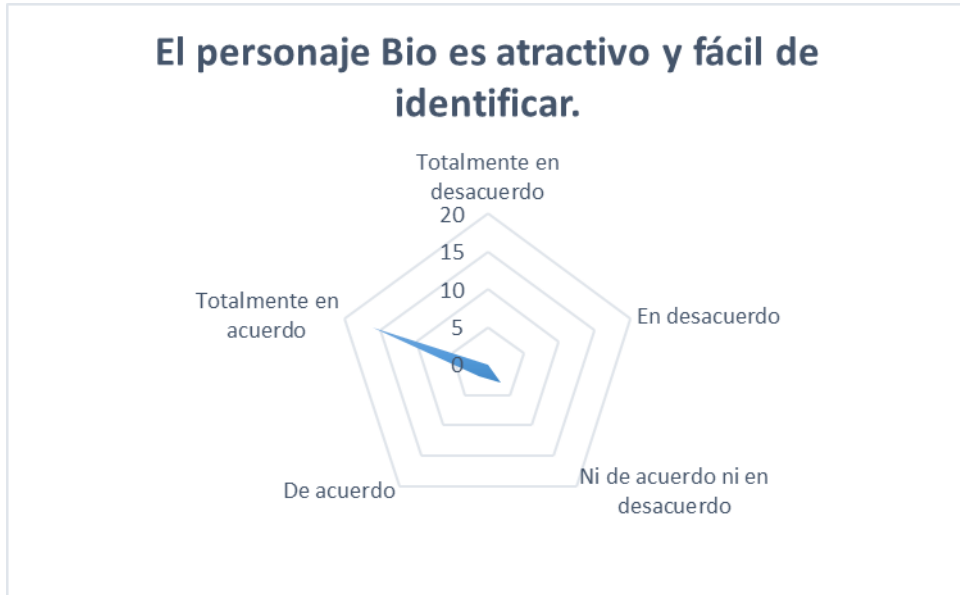 El personaje Bio es atractivo y fácil de
identificar.
Totalmente en
desacuerdo
20
15
10
5
0
Totalmente en
acuerdo
En desacuerdo
De acuerdo
Ni de acuerdo ni en
desacuerdo